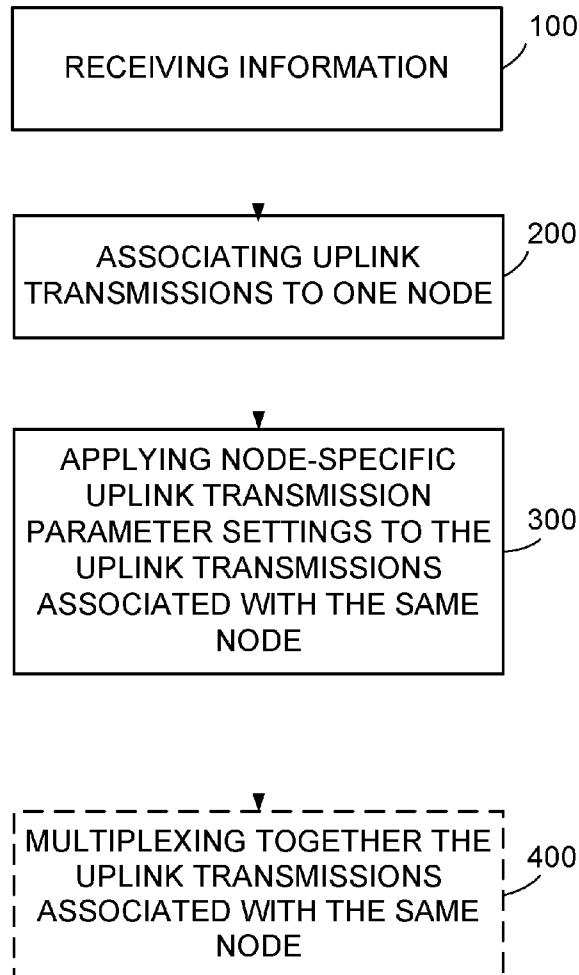 100
RECEIVING INFORMATION
200
ASSOCIATING UPLINK
TRANSMISSIONS TO ONE NODE
300
APPLYING NODE-SPECIFIC
UPLINK TRANSMISSION
PARAMETER SETTINGS TO THE
UPLINK TRANSMISSIONS
ASSOCIATED WITH THE SAME
NODE
400
MULTIPLEXING TOGETHER THE
UPLINK TRANSMISSIONS
ASSOCIATED WITH THE SAME
NODE